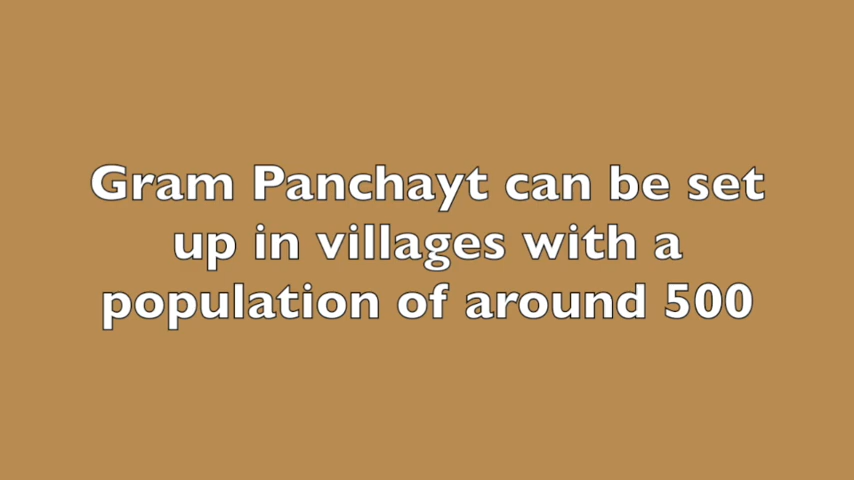 Gram Panchayt can be set
up in villages with a
population of around 500